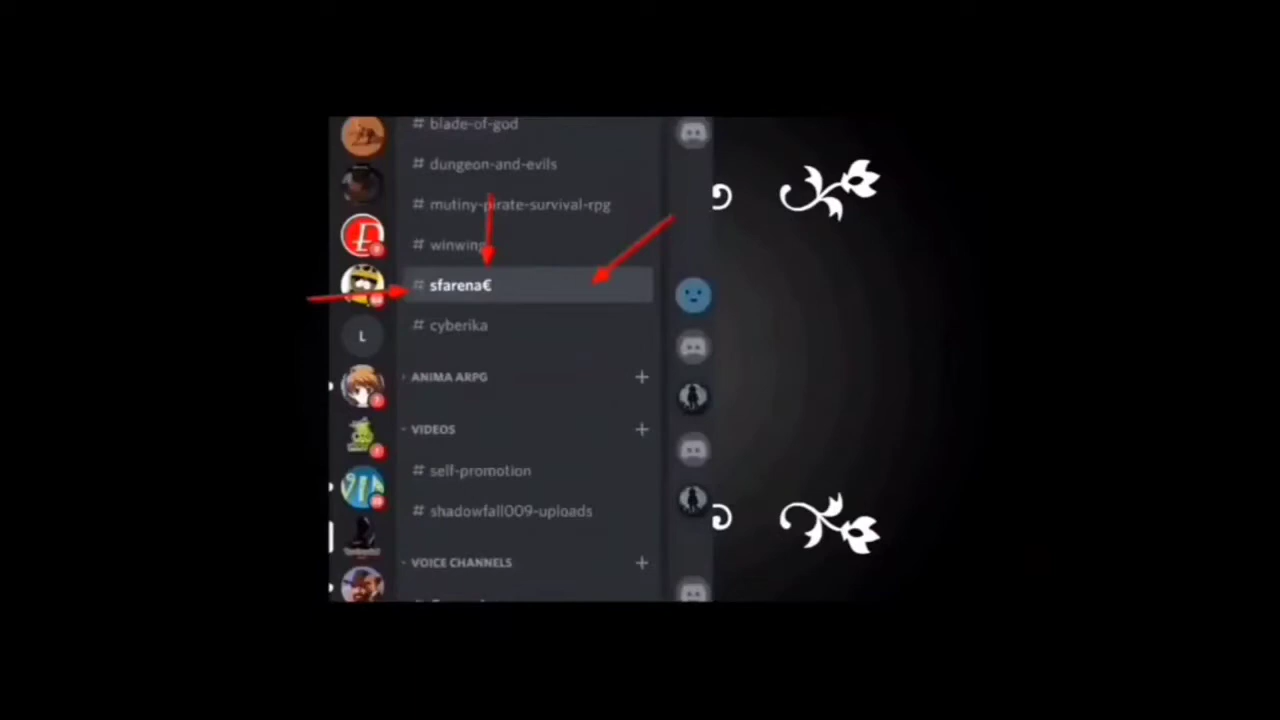 # blade-of-god
# dungeon-and-evils
# mutiny-pirate-survival-rpg
# winwing
# sfarena€
# cyberika
ANIMA ARPG +
VIDEOS +
# self-promotion
# shadowfall009-uploads
VOICE CHANNELS +
L